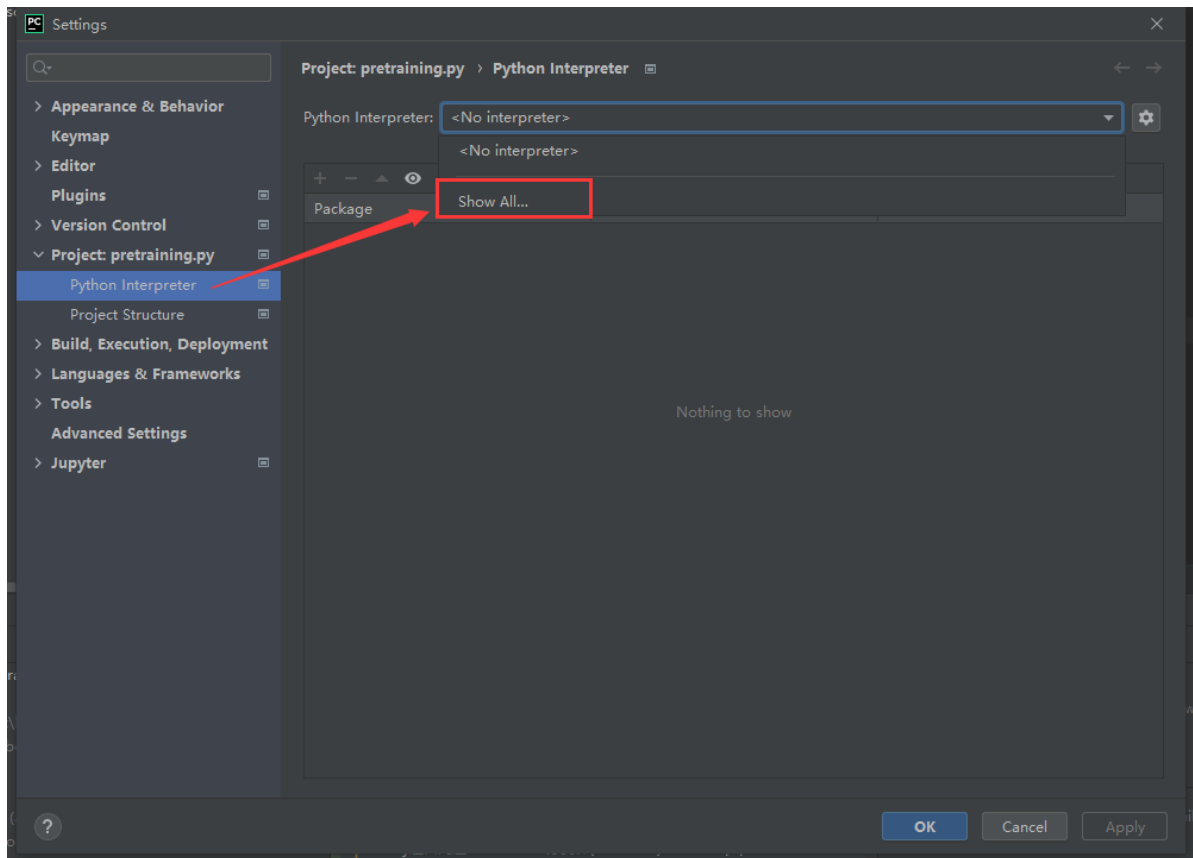 PC Settings
Project: pretraining.py › Python Interpreter
Appearance & Behavior
Keymap
Editor
Plugins
Version Control
Project: pretraining.py
Python Interpreter
Project Structure
Build, Execution, Deployment
Languages & Frameworks
Tools
Advanced Settings
Jupyter
Python Interpreter: <No interpreter>
<No interpreter>
Show All...
Package
Nothing to show
?
OK Cancel Apply